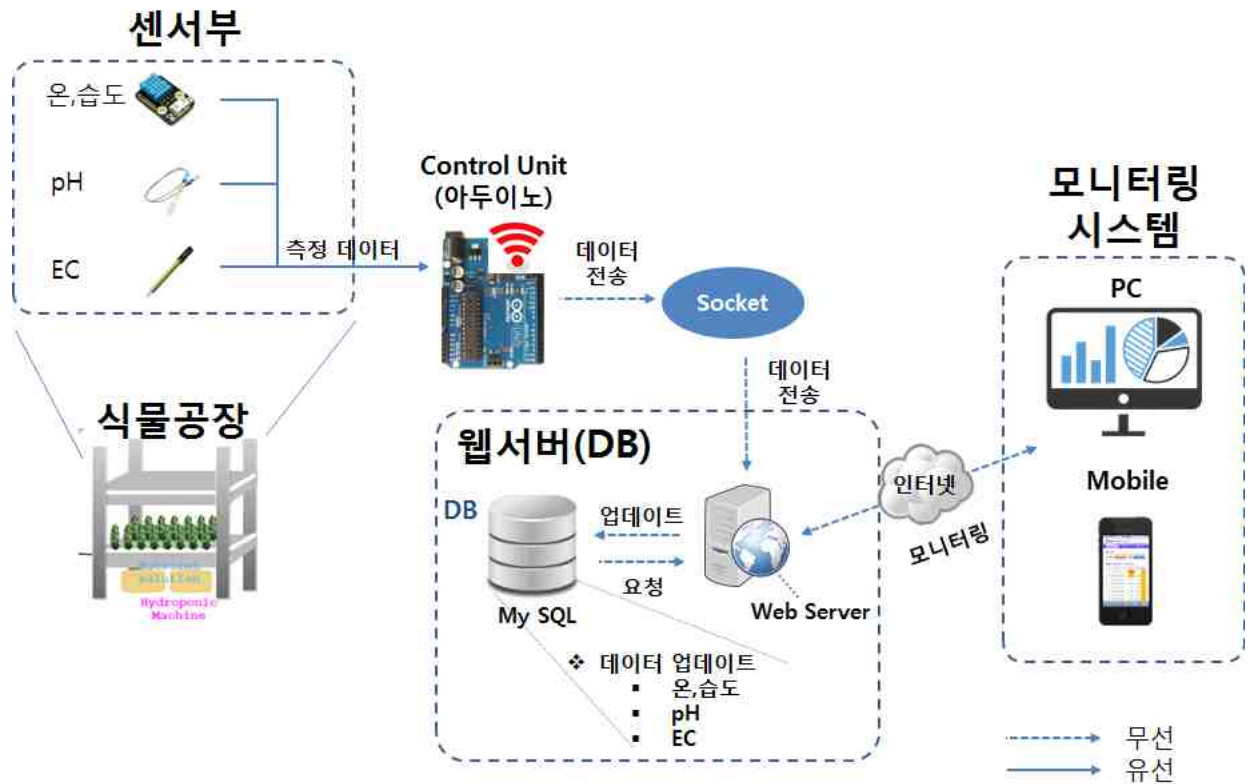 센서부
온,습도
pH
EC
측정 데이터
Control Unit
(아두이노)
데이터
전송
Socket
데이터
전송
모니터링
시스템
PC
Mobile
식물공장
solution
Hydroponic
Machine
웹서버(DB)
DB
업데이트
요청
My SQL
Web Server
인터넷
모니터링
❖ 데이터 업데이트
▪ 온,습도
▪ pH
▪ EC
무선
유선